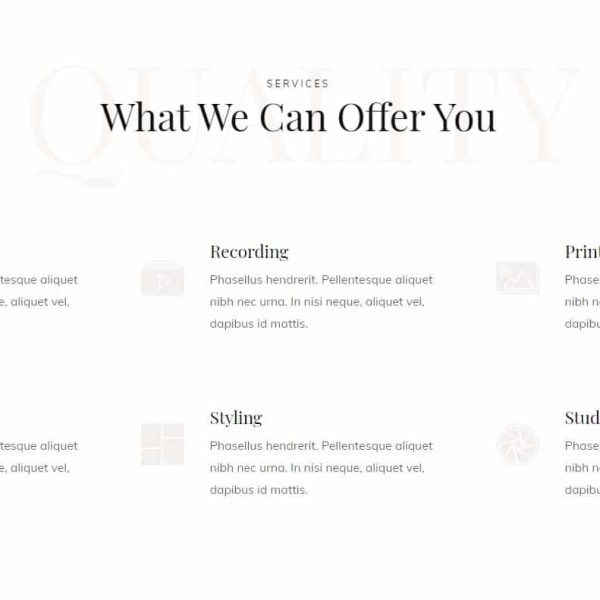 QUALITY
SERVICES
What We Can Offer You
tesque aliquet
e, aliquet vel,
Recording
Phasellus hendrerit. Pellentesque aliquet
nibh nec urna. In nisi neque, aliquet vel,
dapibus id mattis.
Print
Phase
nibh n
dapibu
tesque aliquet
e, aliquet vel,
Styling
Phasellus hendrerit. Pellentesque aliquet
nibh nec urna. In nisi neque, aliquet vel,
dapibus id mattis.
Stud
Phase
nibh n
dapibu